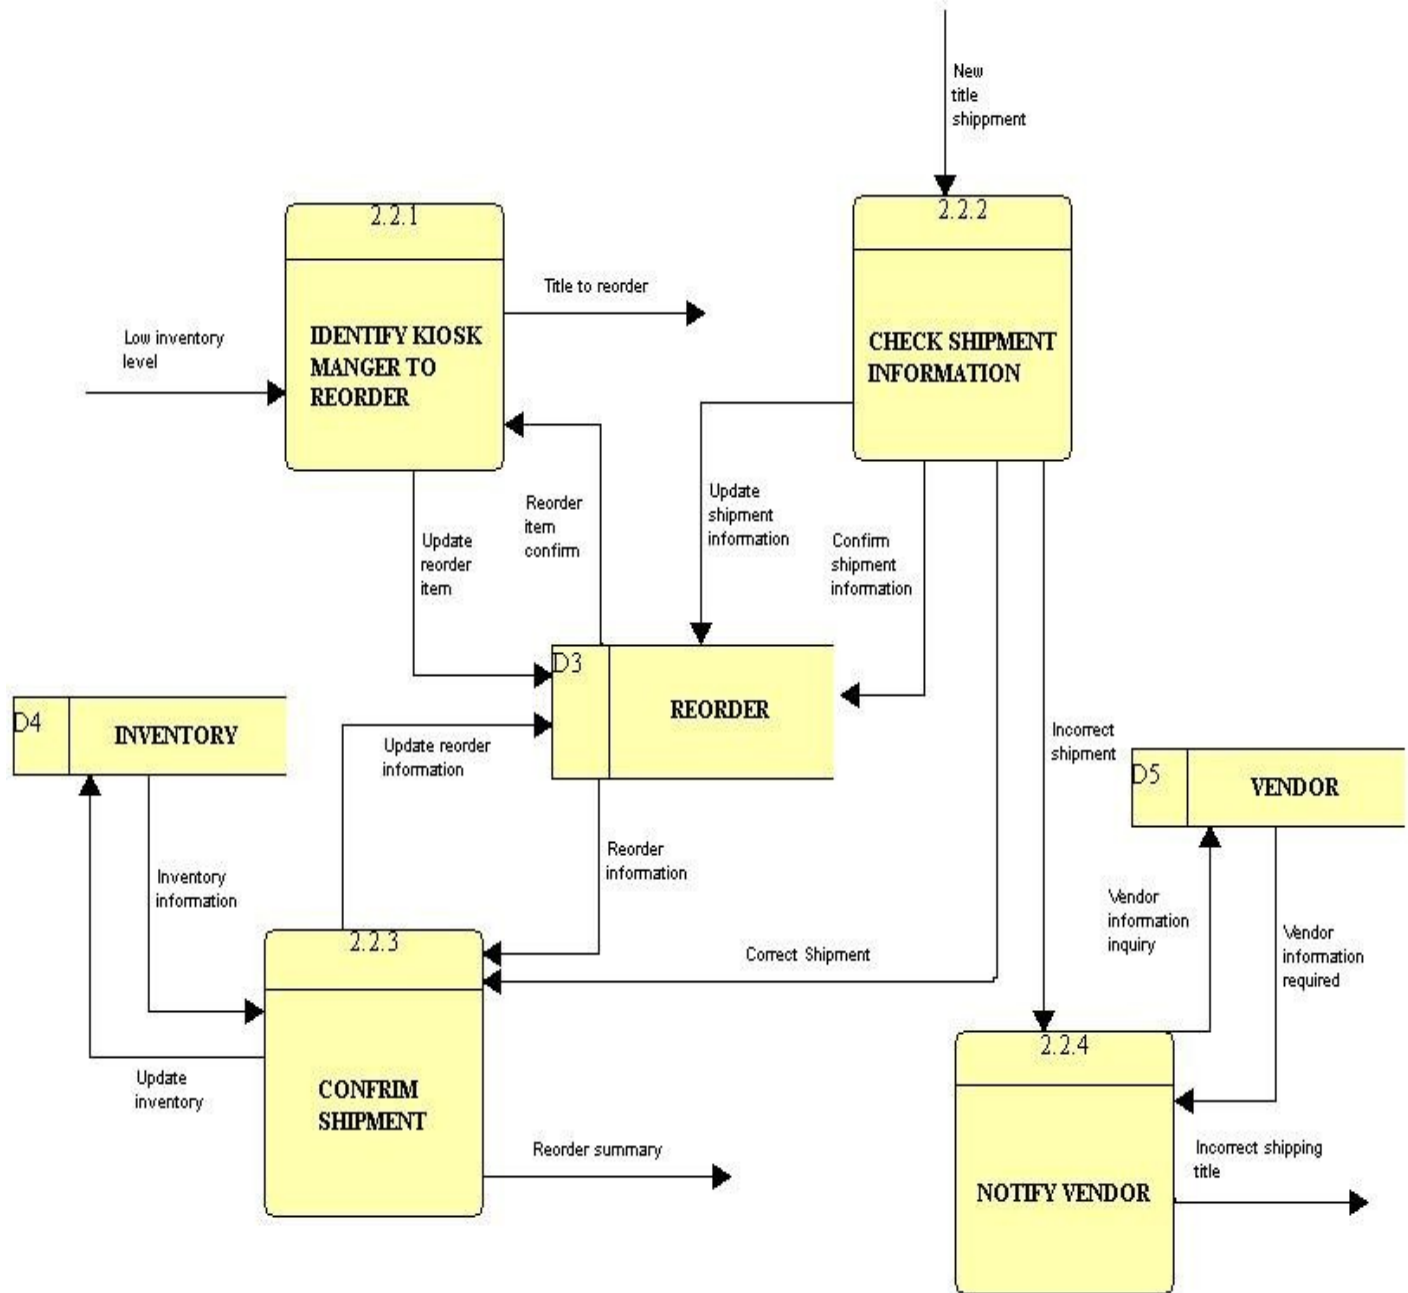 New
title
shippment
2.2.1
2.2.2
Title to reorder
Low inventory
level
IDENTIFY KIOSK
MANGER TO
REORDER
CHECK SHIPMENT
INFORMATION
Update
reorder
item
Reorder
item
confirm
Update
shipment
information
Confirm
shipment
information
D3
REORDER
D4
INVENTORY
Update reorder
information
Incorrect
shipment
D5
VENDOR
Inventory
information
Reorder
information
Vendor
information
inquiry
Vendor
information
required
2.2.3
Correct Shipment
2.2.4
Update
inventory
CONFRIM
SHIPMENT
Reorder summary
Incorrect shipping
title
NOTIFY VENDOR